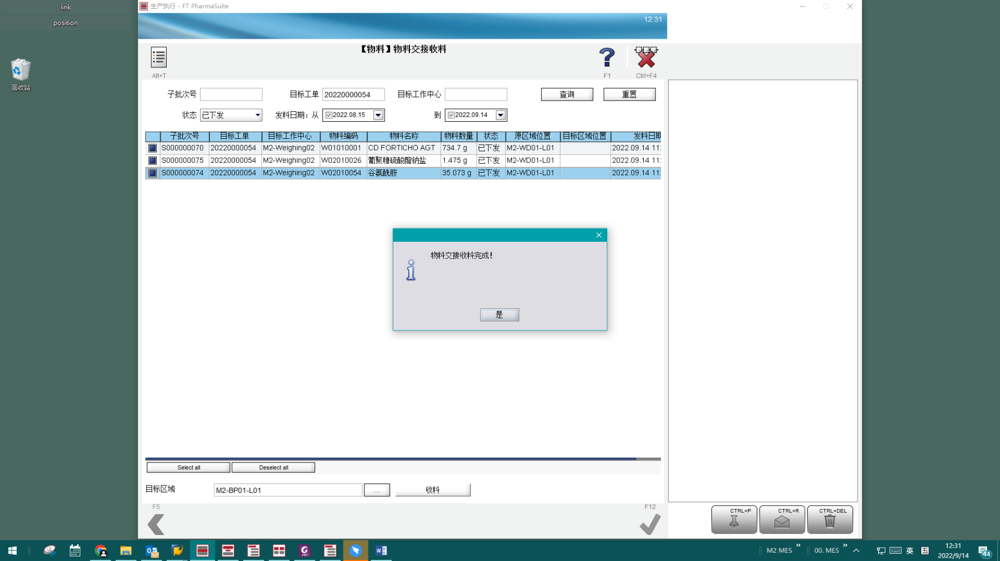 link
position
回收站
生产执行 - FT PharmaSuite
12:31
【物料】物料交接收料
Alt+T
F1
Ctrl+F4
子批次号
目标工单 20220000054
目标工作中心
查询
重置
状态 已下发
发料日期：从 2022.08.15
到 2022.09.14
子批次号 目标工单 目标工作中心 物料编码 物料名称 物料数量 状态 原区域位置 目标区域位置 发料日期
S000000070 20220000054 M2-Weighing02 W01010001 CD FORTICHO AGT 734.7 g 已下发 M2-WD01-L01 2022.09.14 11:
S000000075 20220000054 M2-Weighing02 W02010026 葡聚糖硫酸酯钠盐 1.475 g 已下发 M2-WD01-L01 2022.09.14 11:
S000000074 20220000054 M2-Weighing02 W02010054 谷氨酰胺 35.073 g 已下发 M2-WD01-L01 2022.09.14 11:
物料交接收料完成!
是
Select all
Deselect all
目标区域 M2-BP01-L01 ... 收料
F5
F12
CTRL+P
CTRL+R
CTRL+DEL
M2 MES
00. MES
英
五
12:31
2022/9/14
44